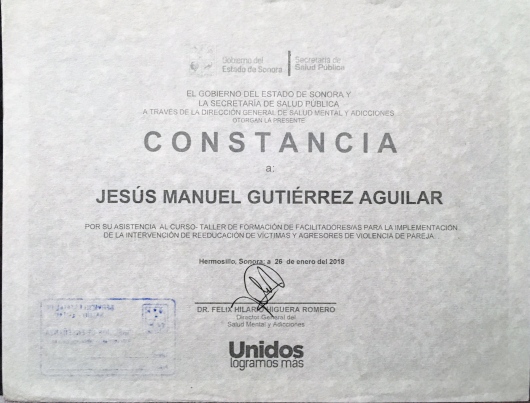 Gobierno del
Estado de Sonora
Secretaría de
Salud Pública
EL GOBIERNO DEL ESTADO DE SONORA Y
LA SECRETARÍA DE SALUD PÚBLICA
A TRAVÉS DE LA DIRECCIÓN GENERAL DE SALUD MENTAL Y ADICCIONES
OTORGAN LA PRESENTE
CONSTANCIA
a:
JESÚS MANUEL GUTIÉRREZ AGUILAR
POR SU ASISTENCIA AL CURSO- TALLER DE FORMACIÓN DE FACILITADORES/AS PARA LA IMPLEMENTACIÓN
DE LA INTERVENCIÓN DE REEDUCACIÓN DE VÍCTIMAS Y AGRESORES DE VIOLENCIA DE PAREJA.
Hermosillo, Sonora; a 26 de enero del 2018
DR. FELIX HILARIO HIGUERA ROMERO
Director General del
Salud Mental y Adicciones
Unidos
logramos más